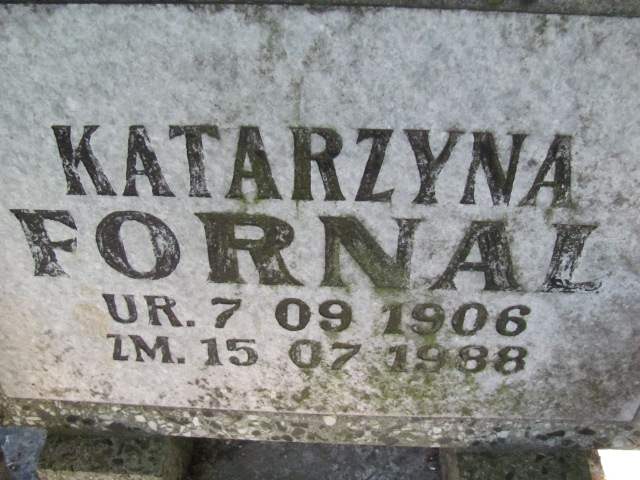 KATARZYNA
FORNAL
UR. 7 09 1906
ZM. 15 07 1988